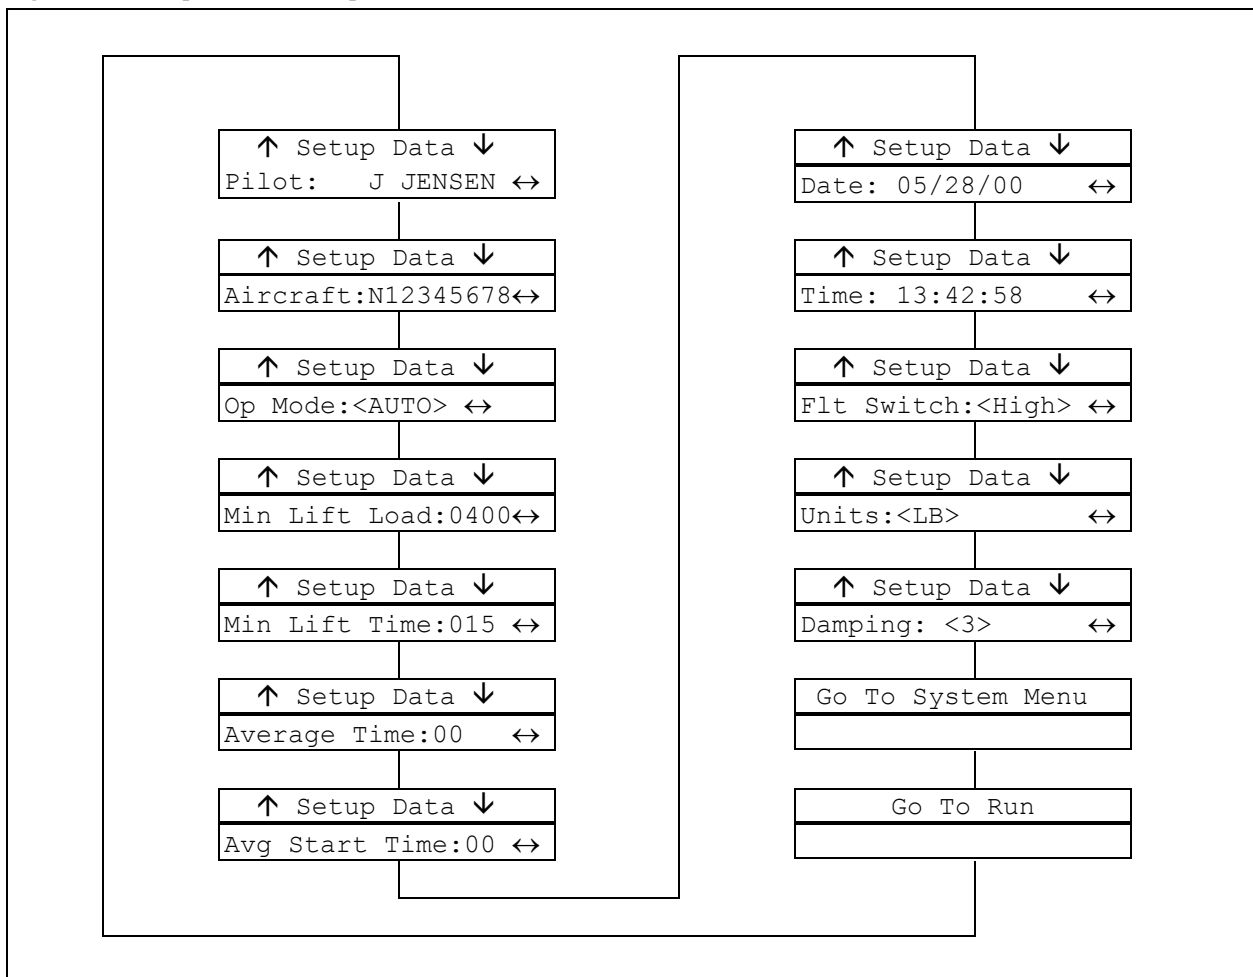 ↑ Setup Data ↓
Pilot: J JENSEN ↔
↑ Setup Data ↓
Aircraft:N12345678↔
↑ Setup Data ↓
Op Mode:<AUTO> ↔
↑ Setup Data ↓
Min Lift Load:0400↔
↑ Setup Data ↓
Min Lift Time:015 ↔
↑ Setup Data ↓
Average Time:00 ↔
↑ Setup Data ↓
Avg Start Time:00 ↔
↑ Setup Data ↓
Date: 05/28/00 ↔
↑ Setup Data ↓
Time: 13:42:58 ↔
↑ Setup Data ↓
Flt Switch:<High> ↔
↑ Setup Data ↓
Units:<LB> ↔
↑ Setup Data ↓
Damping: <3> ↔
Go To System Menu
Go To Run